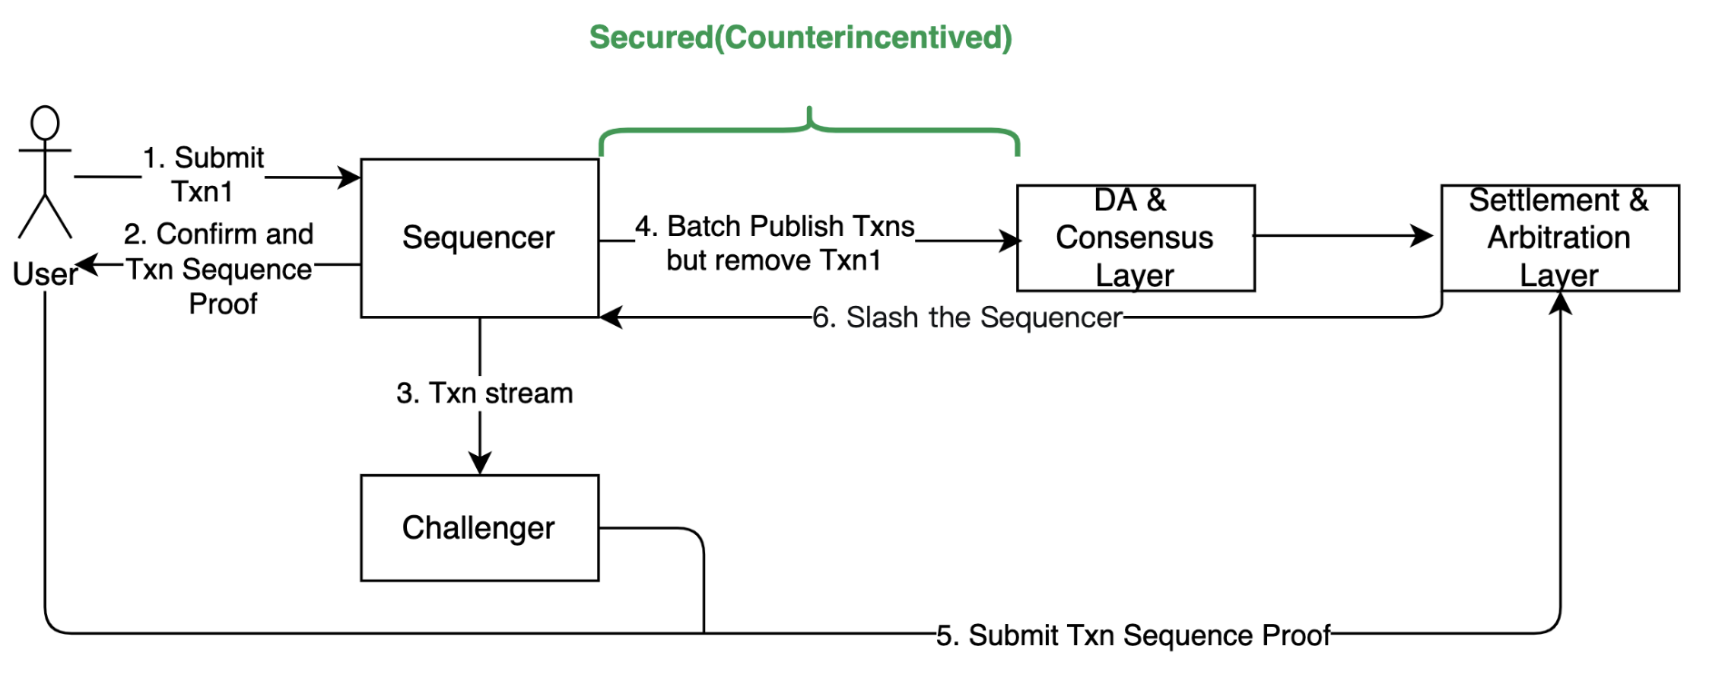 Secured(Counterincentived)
1. Submit
Txn1
2. Confirm and
Txn Sequence
Proof
User
Sequencer
4. Batch Publish Txns
but remove Txn1
DA &
Consensus
Layer
Settlement &
Arbitration
Layer
6. Slash the Sequencer
3. Txn stream
Challenger
5. Submit Txn Sequence Proof